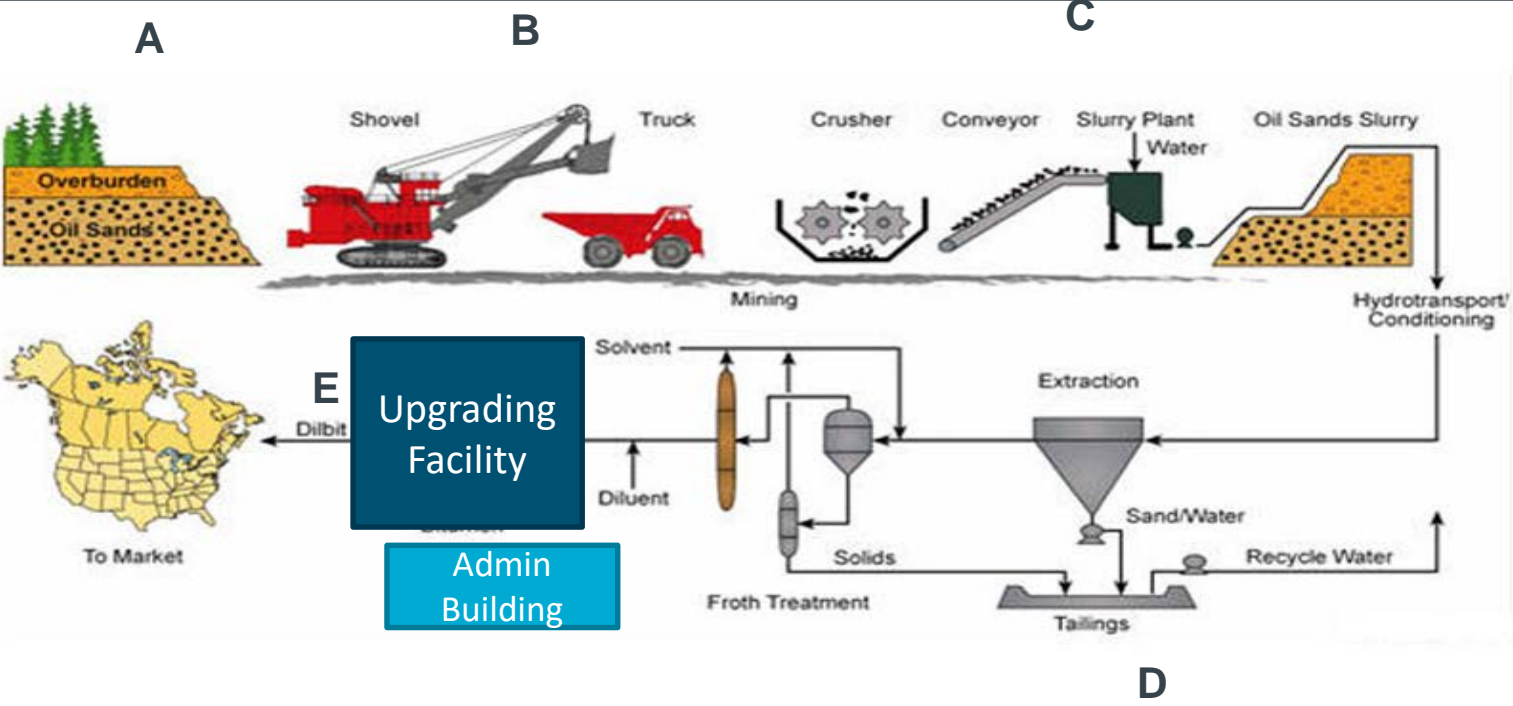 A
B
C
Shovel
Truck
Crusher
Conveyor
Slurry Plant
Oil Sands Slurry
Water
Overburden
Oil Sands
Mining
Hydrotransport/
Conditioning
Solvent
Extraction
E
Upgrading
Facility
Dilbit
Diluent
Sand/Water
To Market
Admin
Building
Solids
Recycle Water
Froth Treatment
Tailings
D